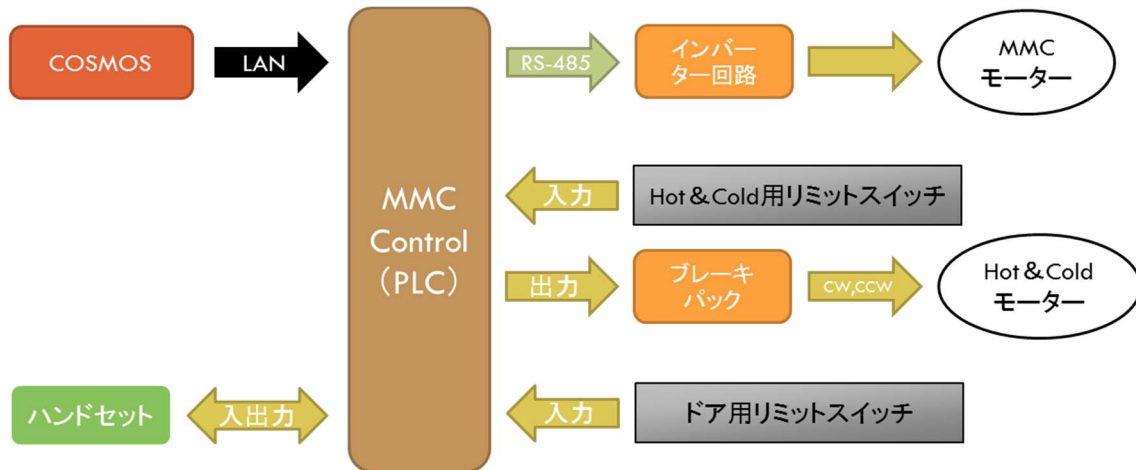 COSMOS
LAN
RS-485
インバー
ター回路
MMC
モーター
MMC
Control
(PLC)
入力
Hot&Cold用リミットスイッチ
出力
ブレーキ
パック
CW,CCW
Hot&Cold
モーター
ハンドセット
入出力
入力
ドア用リミットスイッチ